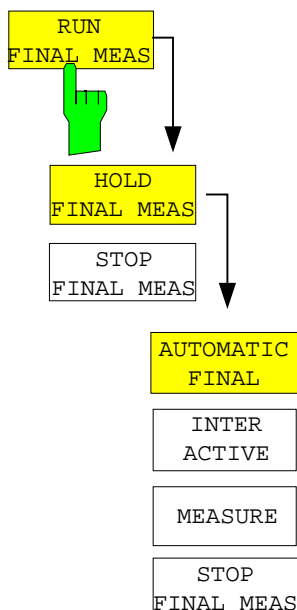 RUN
FINAL MEAS
HOLD
FINAL MEAS
STOP
FINAL MEAS
AUTOMATIC
FINAL
INTER
ACTIVE
MEASURE
STOP
FINAL MEAS